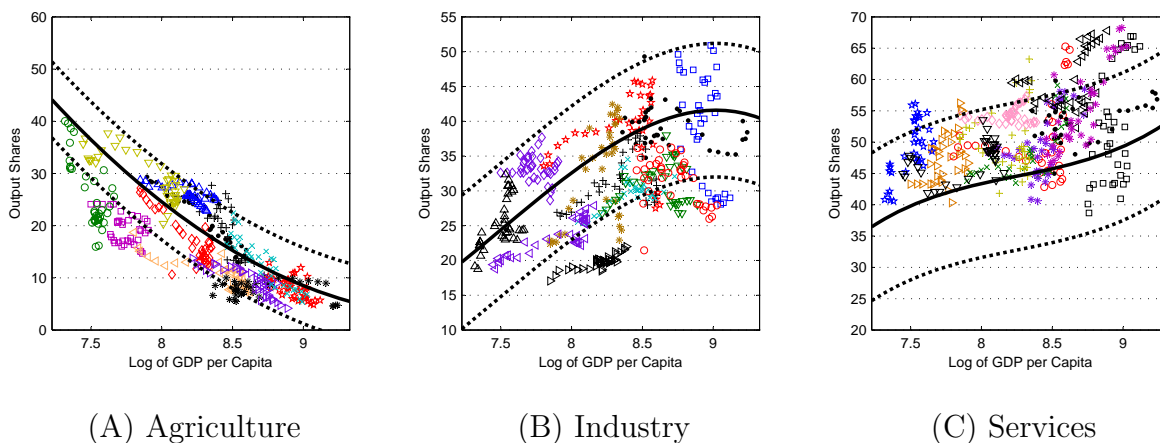 60
50
40
30
20
10
0
Output Shares
7.5 8 8.5 9
Log of GDP per Capita
(A) Agriculture
55
50
45
40
35
30
25
20
15
10
Output Shares
7.5 8 8.5 9
Log of GDP per Capita
(B) Industry
70
65
60
55
50
45
40
35
30
25
20
Output Shares
7.5 8 8.5 9
Log of GDP per Capita
(C) Services